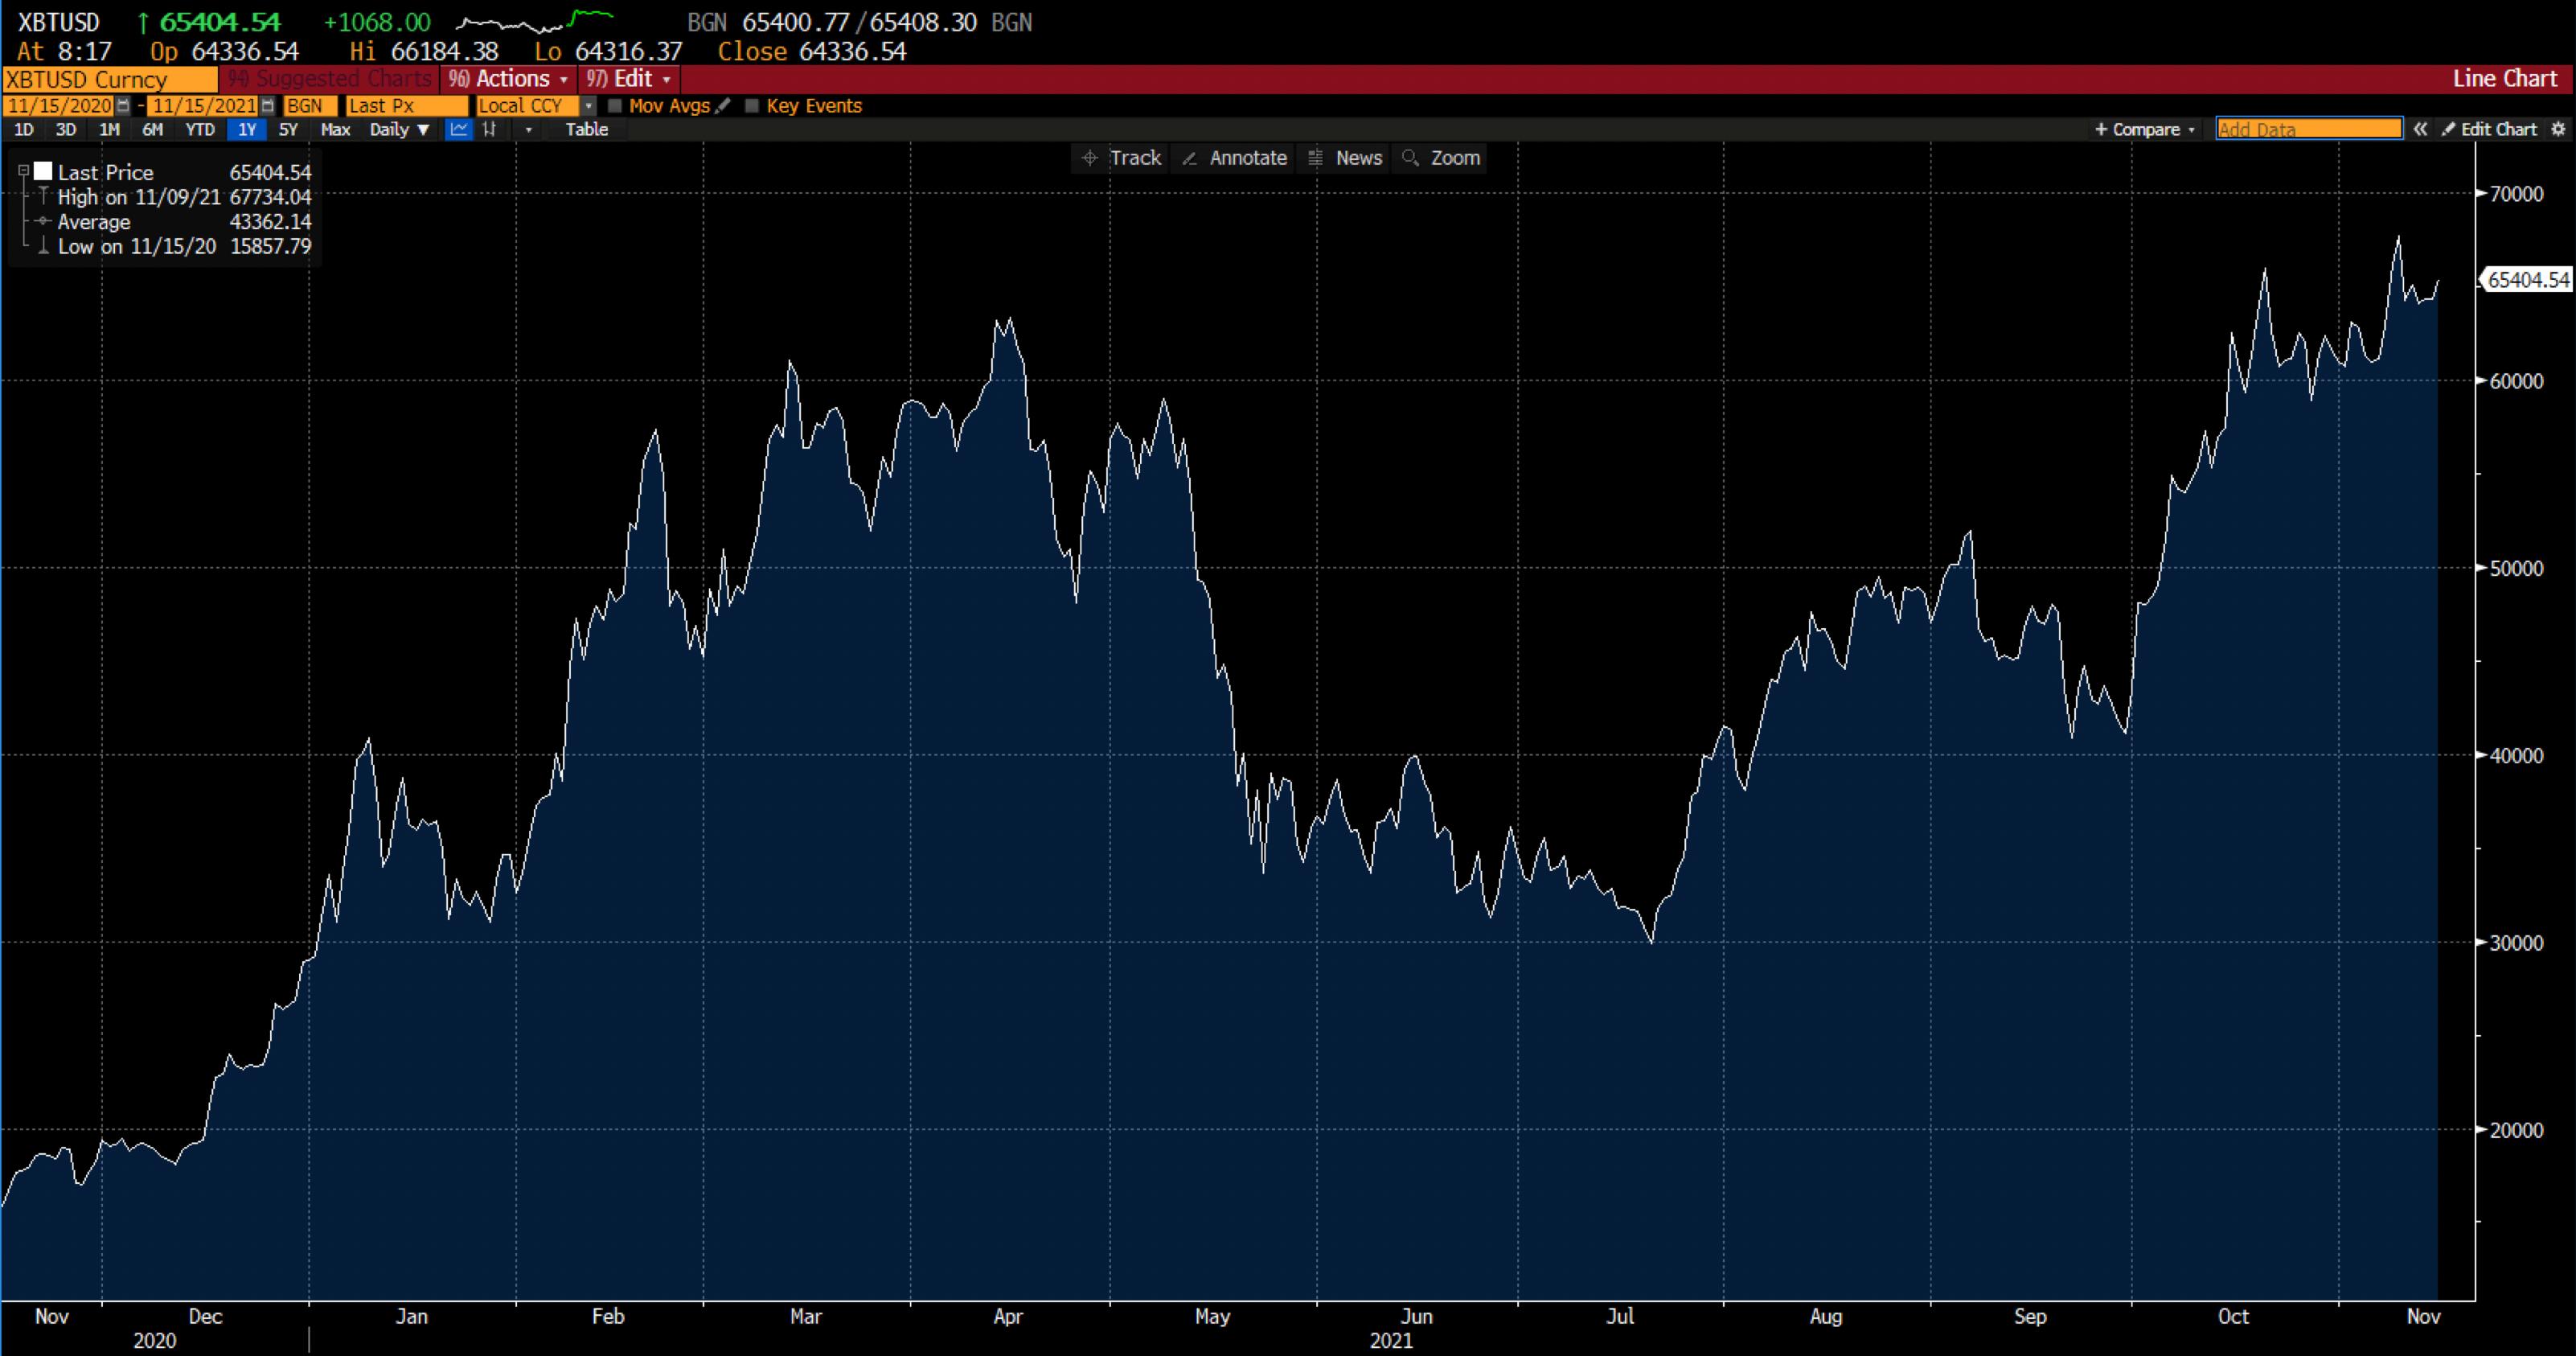 XBTUSD ↑ 65404.54 +1068.00 BGN 65400.77/65408.30 BGN
At 8:17 Op 64336.54 Hi 66184.38 Lo 64316.37 Close 64336.54
XBTUSD Curncy 94) Suggested Charts 96) Actions 97) Edit Line Chart
11/15/2020 - 11/15/2021 BGN Last Px Local CCY Mov Avgs Key Events
1D 3D 1M 6M YTD 1Y 5Y Max Daily ▼ Table + Compare Add Data « Edit Chart
Track Annotate News Zoom
Last Price 65404.54
High on 11/09/21 67734.04
Average 43362.14
Low on 11/15/20 15857.79
70000
65404.54
60000
50000
40000
30000
20000
Nov Dec Jan Feb Mar Apr May Jun Jul Aug Sep Oct Nov
2020 2021